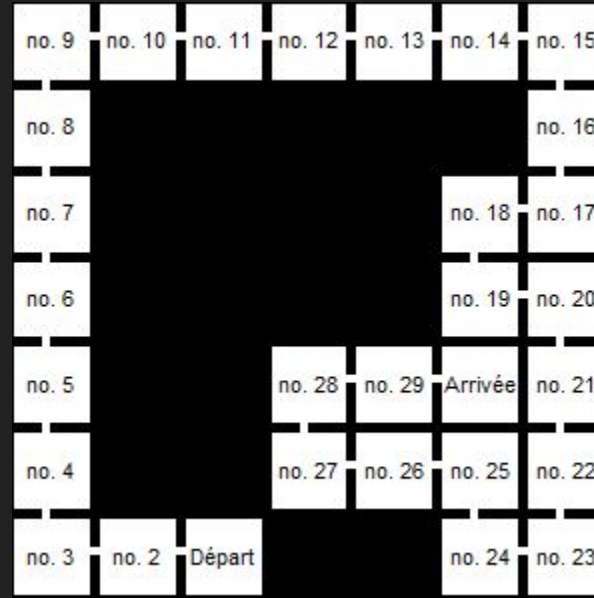 no. 9 no. 10 no. 11 no. 12 no. 13 no. 14 no. 15
no. 8 no. 16
no. 7 no. 18 no. 17
no. 6 no. 19 no. 20
no. 5 no. 28 no. 29 Arrivée no. 21
no. 4 no. 27 no. 26 no. 25 no. 22
no. 3 no. 2 Départ no. 24 no. 23